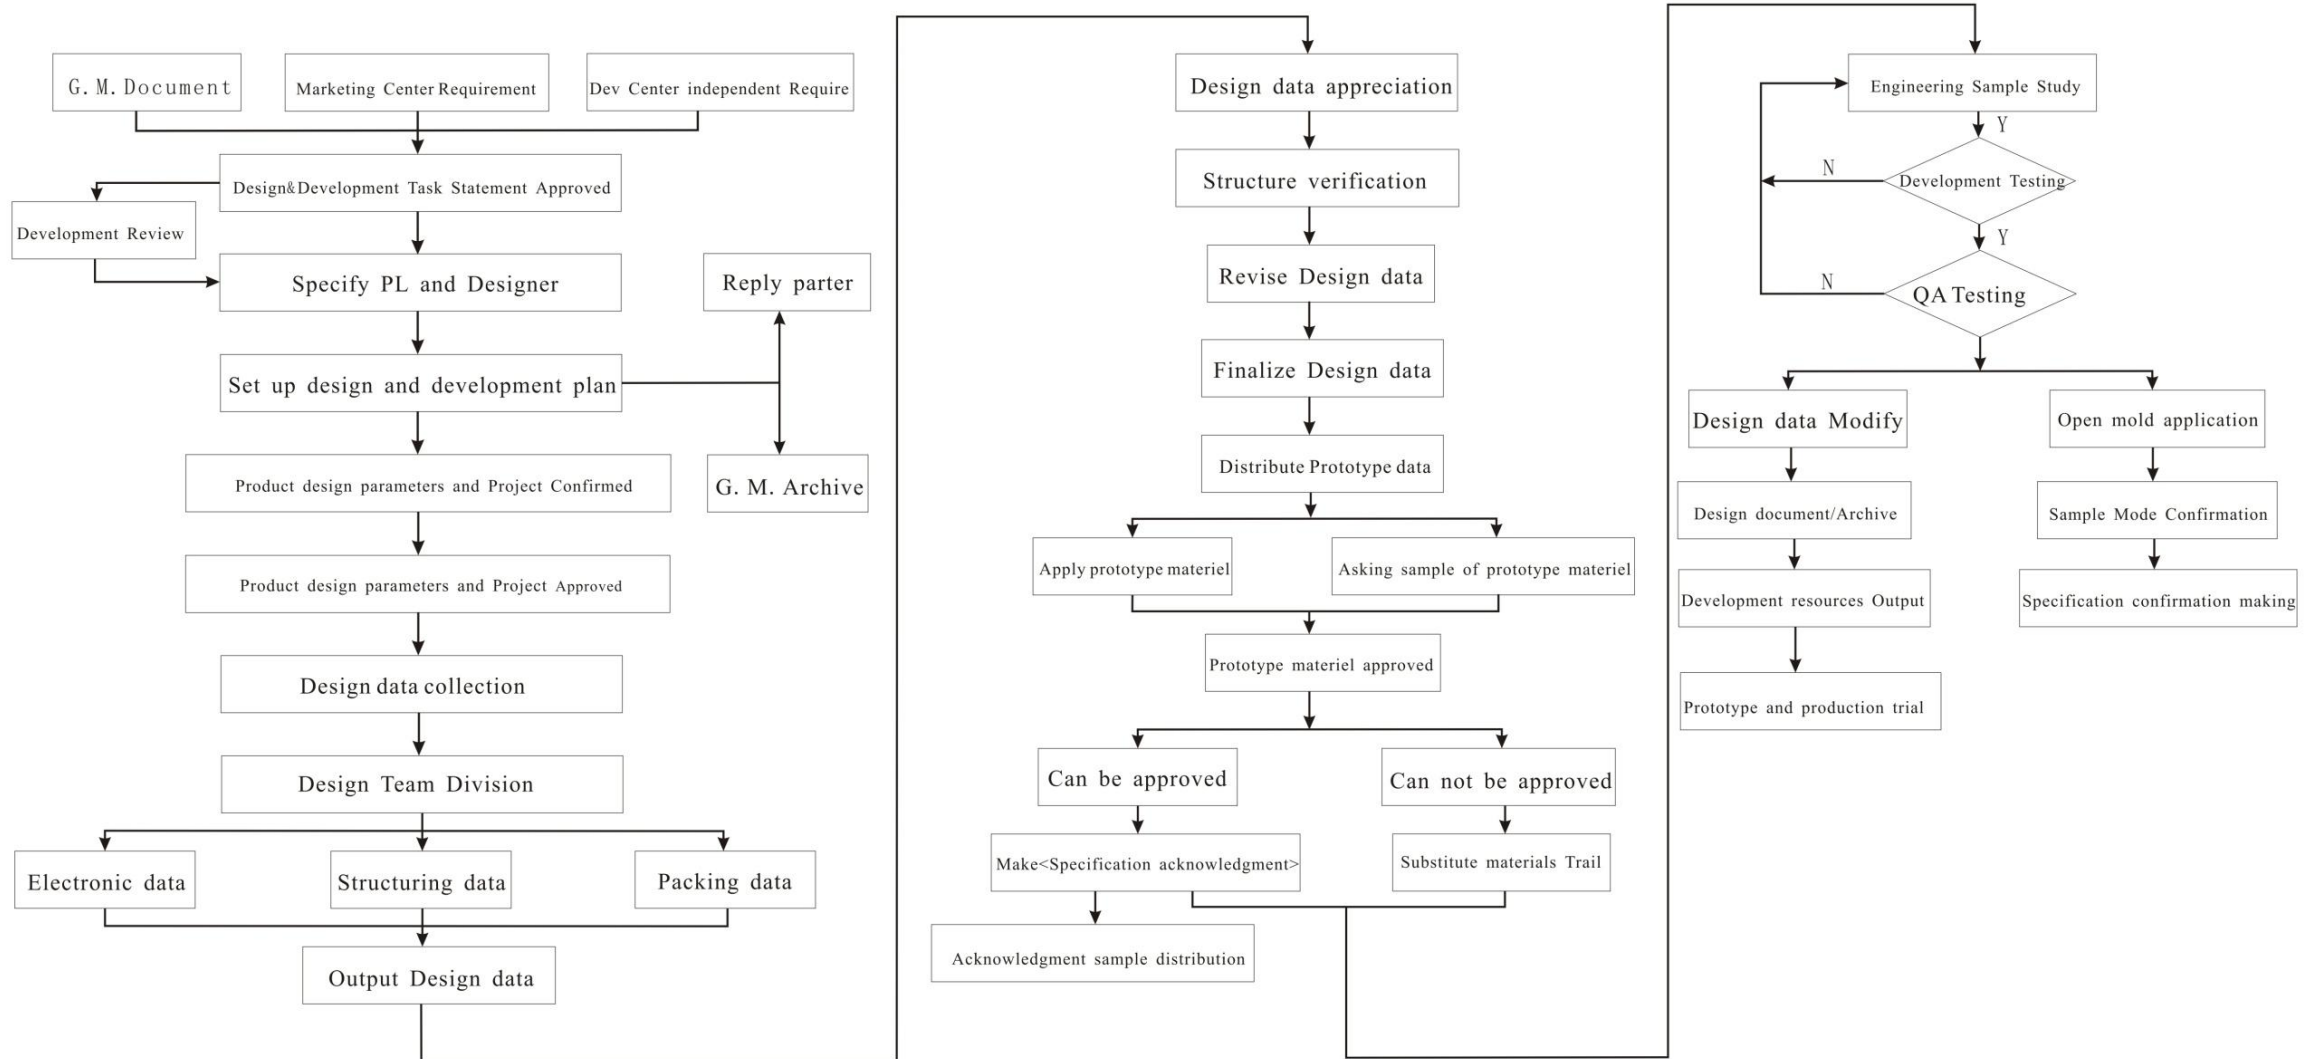 G. M. Document
Marketing Center Requirement
Dev Center independent Require
Design&Development Task Statement Approved
Development Review
Specify PL and Designer
Reply parter
Set up design and development plan
Product design parameters and Project Confirmed
G. M. Archive
Product design parameters and Project Approved
Design data collection
Design Team Division
Electronic data
Structuring data
Packing data
Output Design data
Design data appreciation
Structure verification
Revise Design data
Finalize Design data
Distribute Prototype data
Apply prototype materiel
Asking sample of prototype materiel
Prototype materiel approved
Can be approved
Can not be approved
Make<Specification acknowledgment>
Substitute materials Trail
Acknowledgment sample distribution
Engineering Sample Study
Y
N
Development Testing
Y
N
QA Testing
Design data Modify
Open mold application
Design document/Archive
Sample Mode Confirmation
Development resources Output
Specification confirmation making
Prototype and production trial